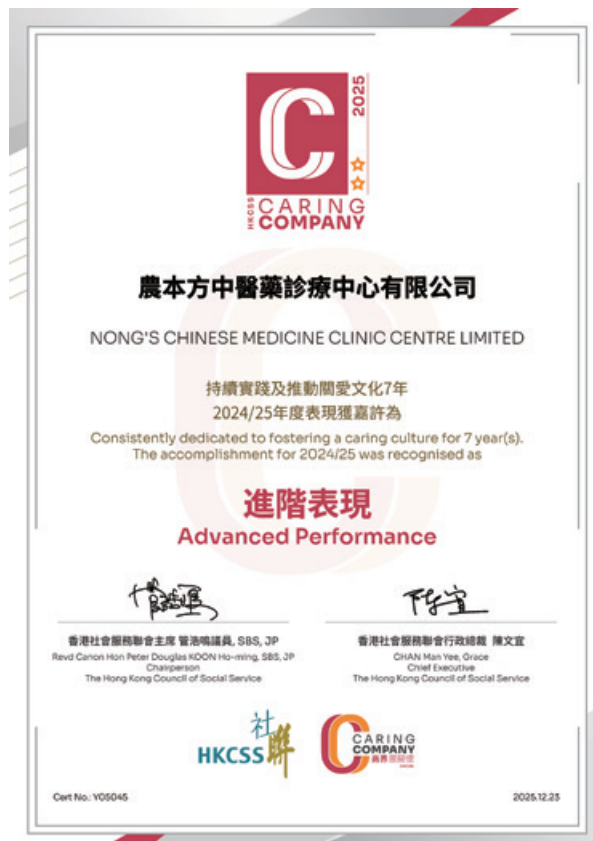 2025
HKCSS
CARING
COMPANY
農本方中醫藥診療中心有限公司
NONG'S CHINESE MEDICINE CLINIC CENTRE LIMITED
持續實踐及推動關愛文化7年
2024/25年度表現獲嘉許為
Consistently dedicated to fostering a caring culture for 7 year(s).
The accomplishment for 2024/25 was recognised as
進階表現
Advanced Performance
香港社會服務聯會主席 管浩鳴議員, SBS, JP
Revd Canon Hon Peter Douglas KOON Ho-ming, SBS, JP
Chairperson
The Hong Kong Council of Social Service
香港社會服務聯會行政總裁 陳文宜
CHAN Man Yee, Grace
Chief Executive
The Hong Kong Council of Social Service
社聯
HKCSS
CARING
COMPANY
商界展關懷
Cert No.: Y05045
2025.12.23